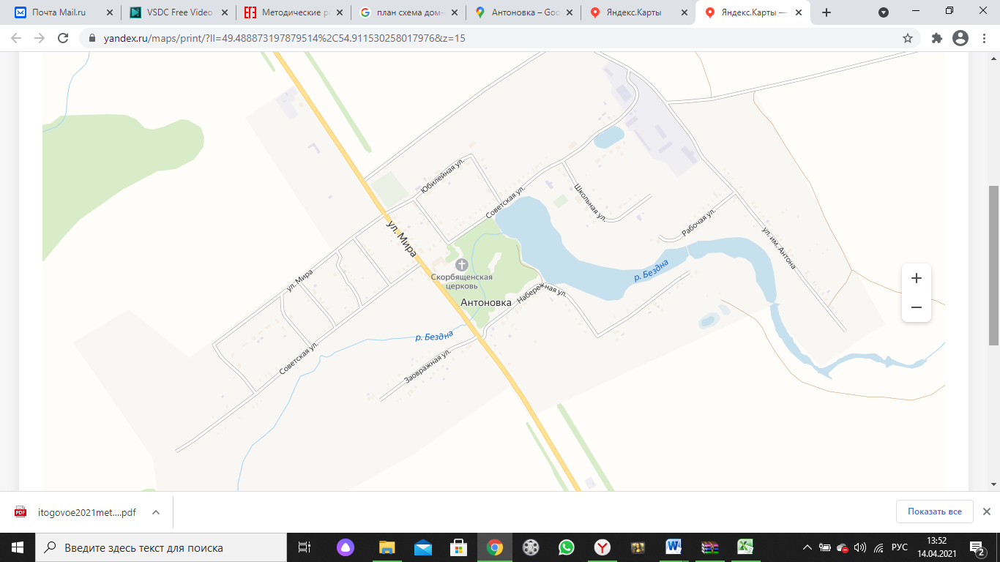 Почта Mail.ru
VSDC Free Video
Методические р
план схема дом-
Антоновка – Goo
Яндекс.Карты
Яндекс.Карты —
yandex.ru/maps/print/?ll=49.488873197879514%2C54.91153025801797​6&z=15
Юбилейная ул.
Советская ул.
Школьная ул.
Рабочая ул.
ул. им. Антона
ул. Мира
ул. Мира
р. Бездна
Скорбященская
церковь
Набережная ул.
Антоновка
р. Бездна
Советская ул.
Заовражная ул.
+
−
itogovoe2021met....pdf
Показать все
Введите здесь текст для поиска
РУС
13:52
14.04.2021
2